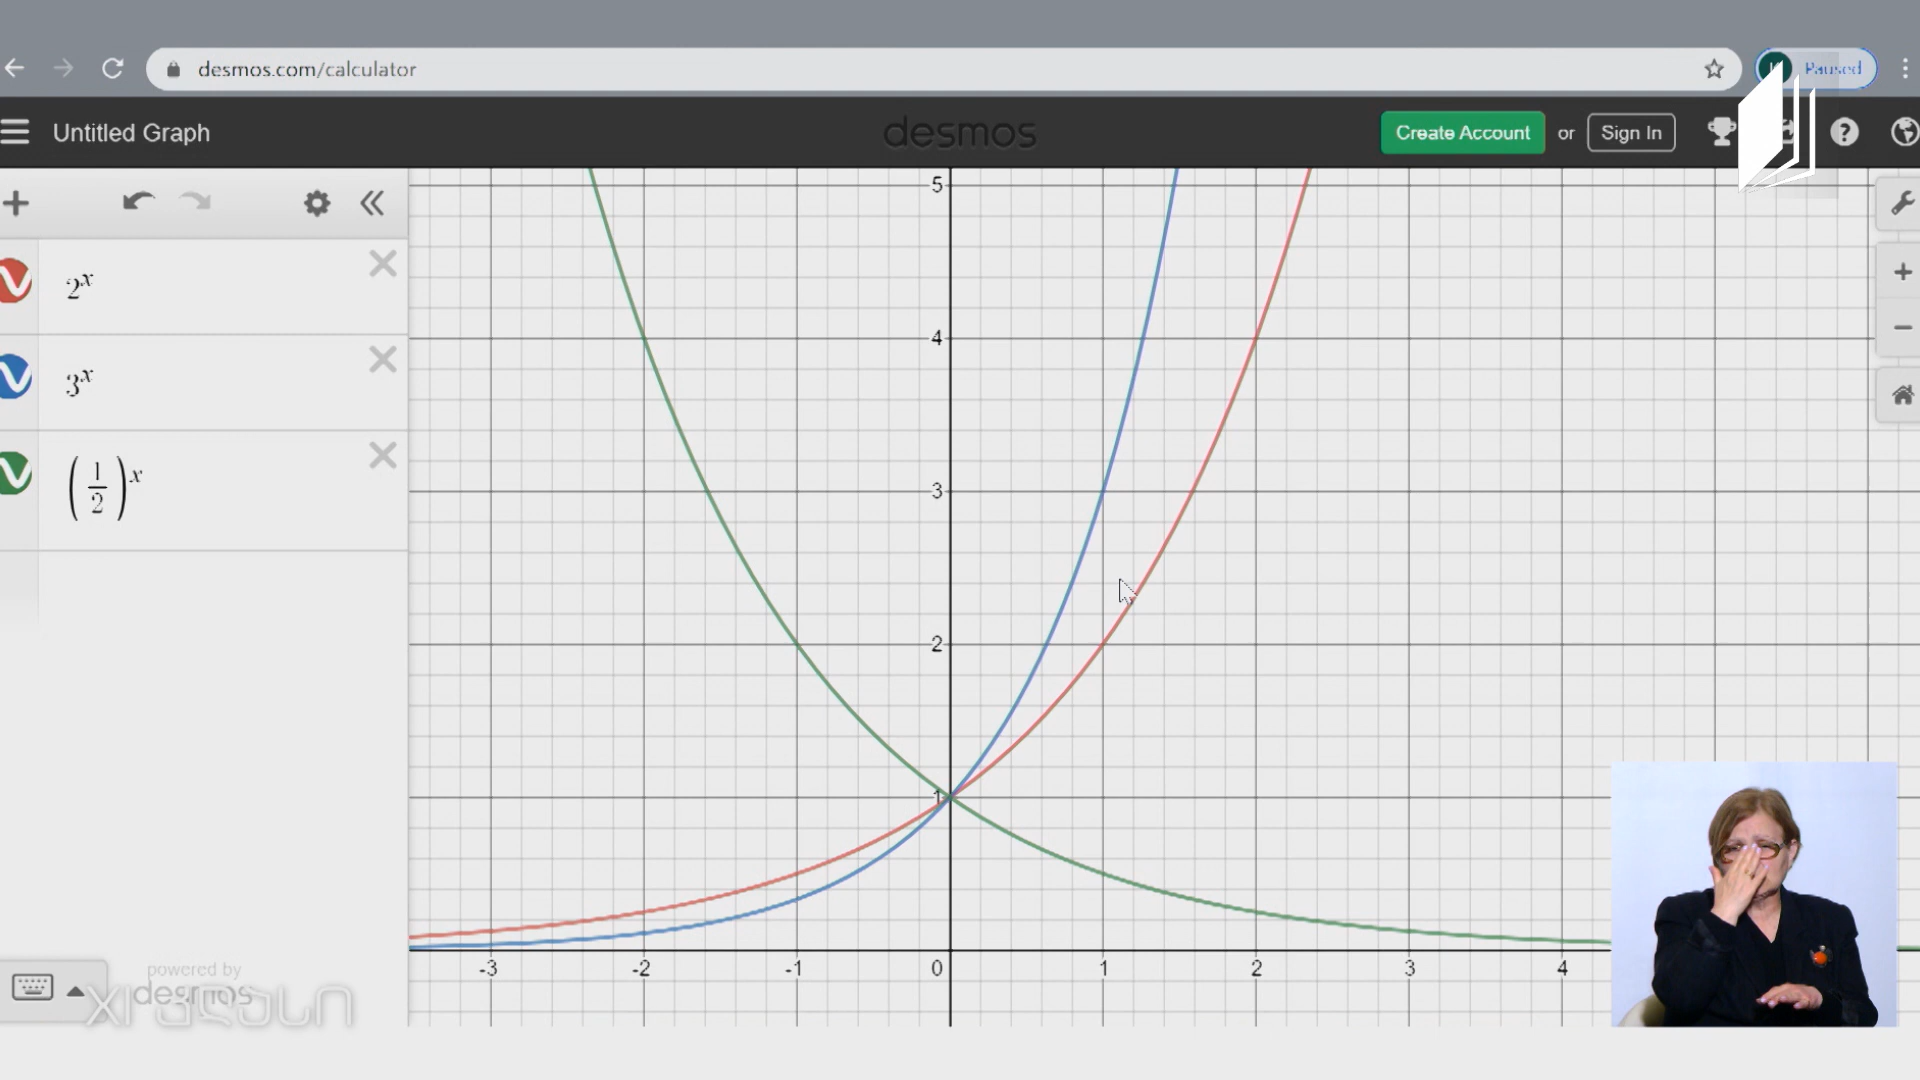 desmos.com/calculator
Paused
Untitled Graph
desmos
Create Account or Sign In
2^x
3^x
(1/2)^x
5
4
3
2
1
-3 -2 -1 0 1 2 3 4
powered by
desmos